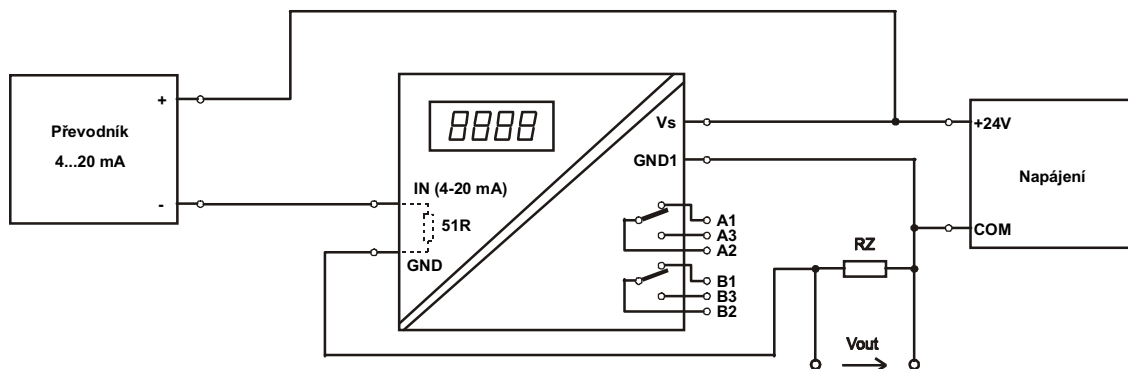 +
Převodník
4...20 mA
-
8888
IN (4-20 mA)
51R
GND
Vs
GND1
A1
A3
A2
B1
B3
B2
+24V
Napájení
COM
RZ
Vout